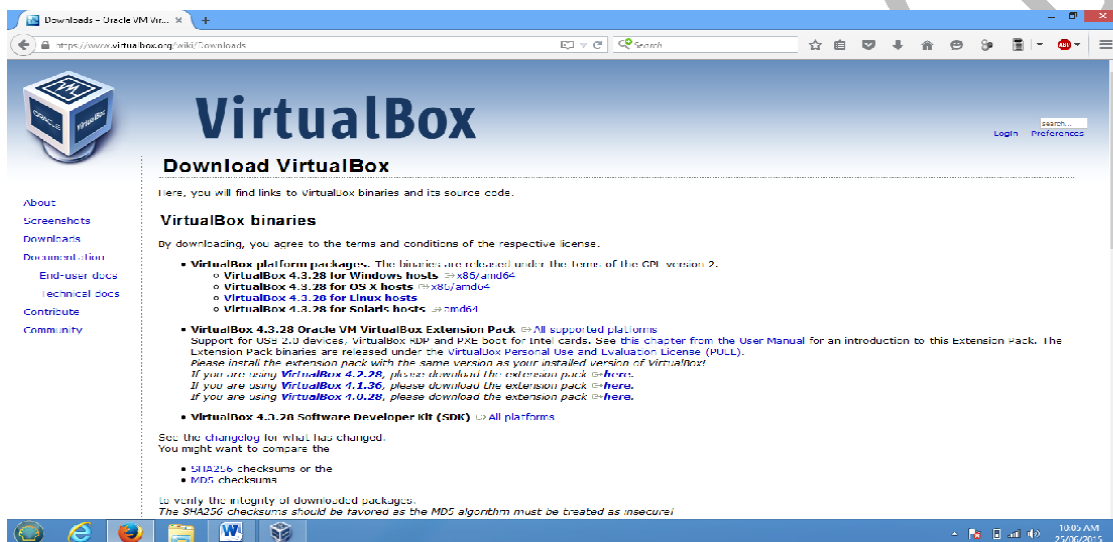 Downloads – Oracle VM Vir...
https://www.virtualbox.org/wiki/Downloads
Search
ABP
VirtualBox
search...
Login Preferences
Download VirtualBox
Here, you will find links to VirtualBox binaries and its source code.
About
Screenshots
Downloads
Documentation
End-user docs
Technical docs
Contribute
Community
VirtualBox binaries
By downloading, you agree to the terms and conditions of the respective license.
• VirtualBox platform packages. The binaries are released under the terms of the GPL version 2.
○ VirtualBox 4.3.28 for Windows hosts x86/amd64
○ VirtualBox 4.3.28 for OS X hosts x86/amd64
○ VirtualBox 4.3.28 for Linux hosts
○ VirtualBox 4.3.28 for Solaris hosts amd64
• VirtualBox 4.3.28 Oracle VM VirtualBox Extension Pack All supported platforms
Support for USB 2.0 devices, VirtualBox RDP and PXE boot for Intel cards. See this chapter from the User Manual for an introduction to this Extension Pack. The
Extension Pack binaries are released under the VirtualBox Personal Use and Evaluation License (PUEL).
Please install the extension pack with the same version as your installed version of VirtualBox!
If you are using VirtualBox 4.2.28, please download the extension pack here.
If you are using VirtualBox 4.1.36, please download the extension pack here.
If you are using VirtualBox 4.0.28, please download the extension pack here.
• VirtualBox 4.3.28 Software Developer Kit (SDK) All platforms
See the changelog for what has changed.
You might want to compare the
• SHA256 checksums or the
• MD5 checksums
to verify the integrity of downloaded packages.
The SHA256 checksums should be favored as the MD5 algorithm must be treated as insecure!
10:05 AM
25/06/2015